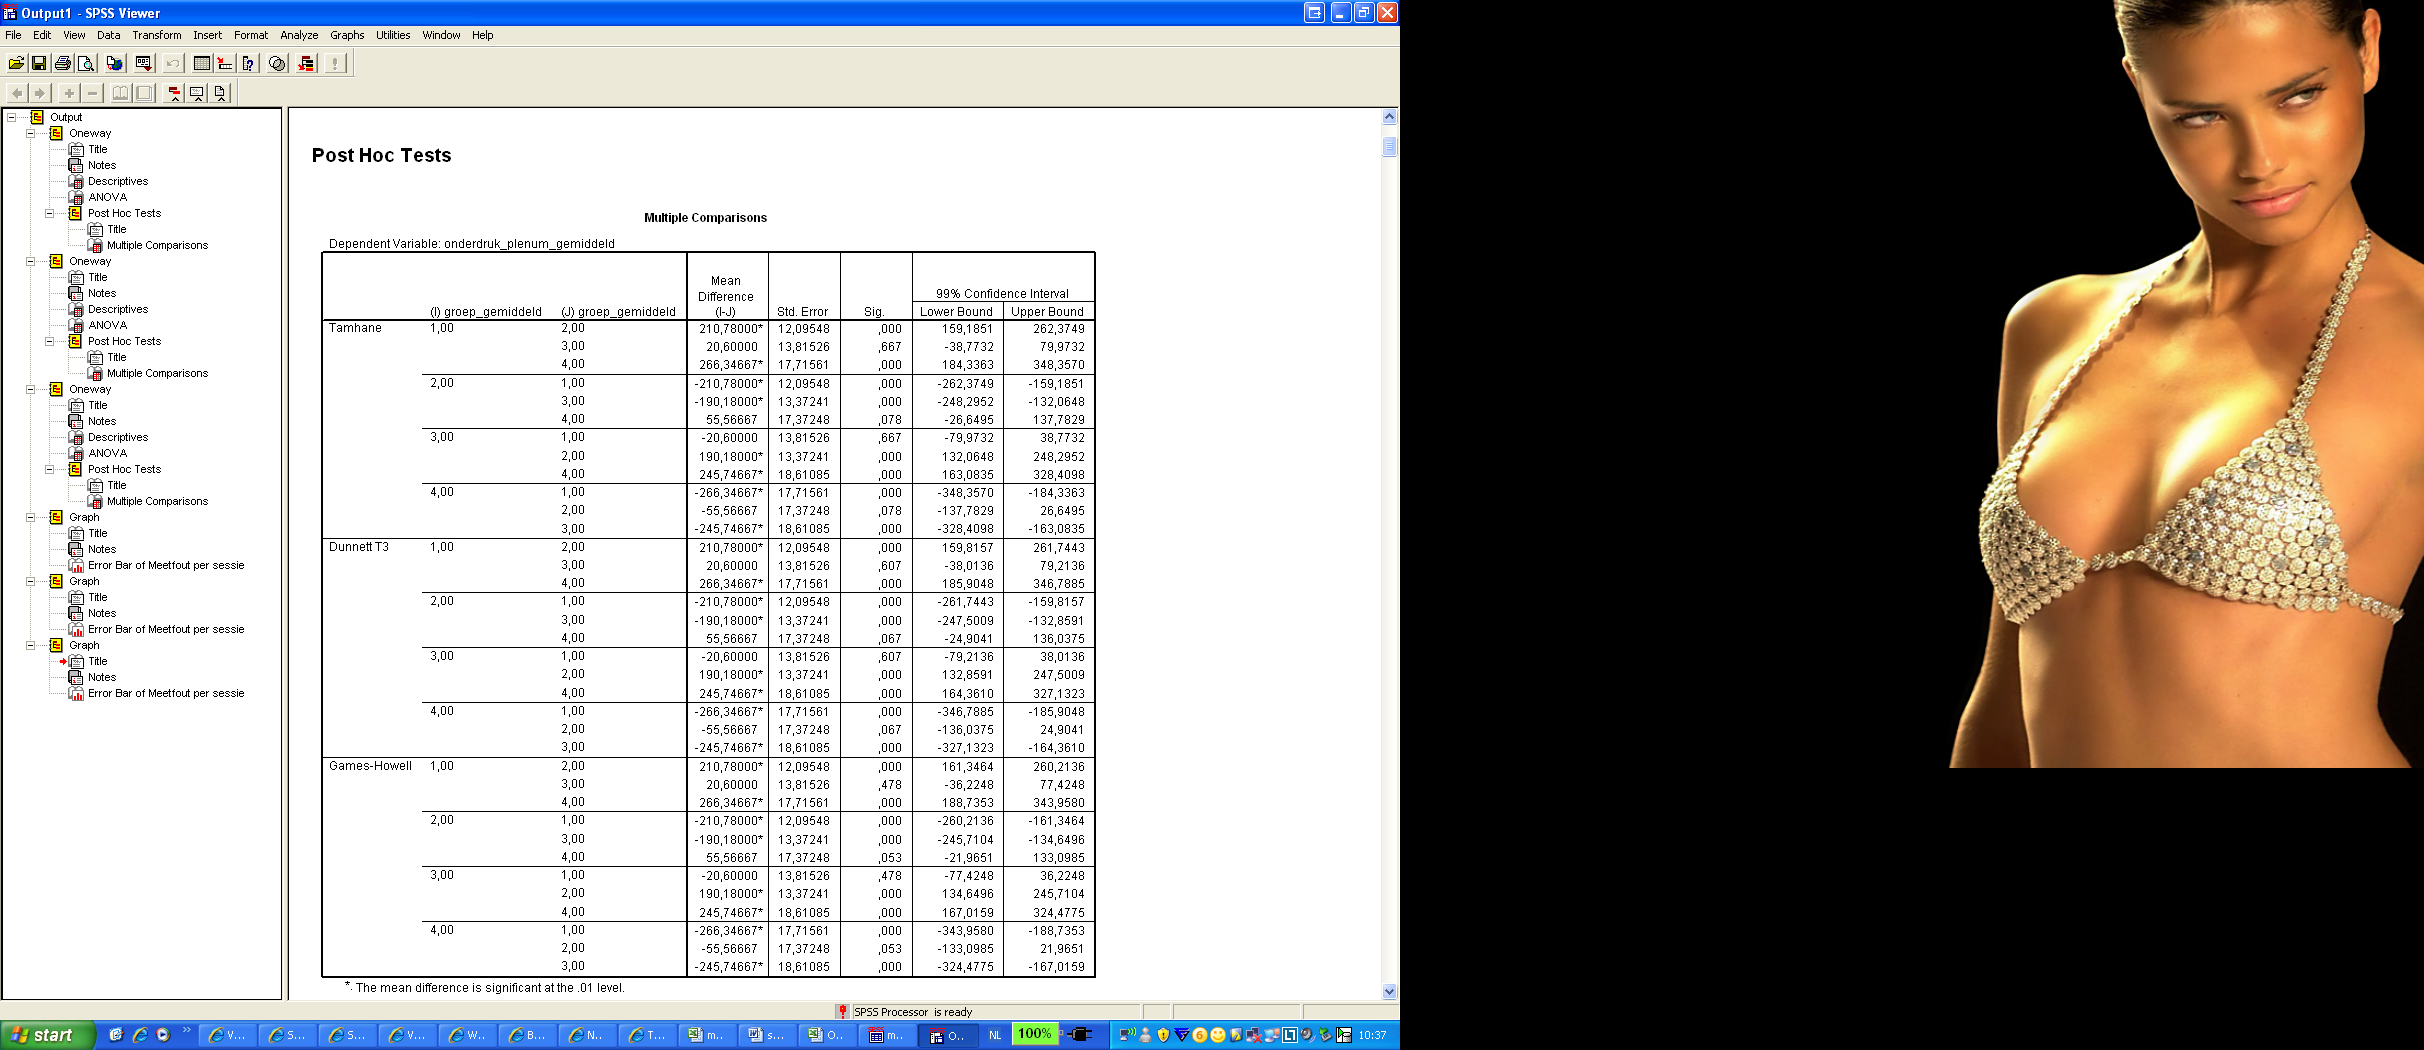 Output1 - SPSS Viewer
File Edit View Data Transform Insert Format Analyze Graphs Utilities Window Help
Output
Oneway
Title
Notes
Descriptives
ANOVA
Post Hoc Tests
Title
Multiple Comparisons
Oneway
Title
Notes
Descriptives
ANOVA
Post Hoc Tests
Title
Multiple Comparisons
Oneway
Title
Notes
Descriptives
ANOVA
Post Hoc Tests
Title
Multiple Comparisons
Graph
Title
Notes
Error Bar of Meetfout per sessie
Graph
Title
Notes
Error Bar of Meetfout per sessie
Graph
Title
Notes
Error Bar of Meetfout per sessie
Post Hoc Tests
Multiple Comparisons
Dependent Variable: onderdruk_plenum_gemiddeld
(I) groep_gemiddeld (J) groep_gemiddeld Mean Difference (I-J) Std. Error Sig. 99% Confidence Interval Lower Bound Upper Bound
Tamhane 1,00 2,00 210,78000* 12,09548 ,000 159,1851 262,3749
3,00 20,60000 13,81526 ,667 -38,7732 79,9732
4,00 266,34667* 17,71561 ,000 184,3363 348,3570
2,00 1,00 -210,78000* 12,09548 ,000 -262,3749 -159,1851
3,00 -190,18000* 13,37241 ,000 -248,2952 -132,0648
4,00 55,56667 17,37248 ,078 -26,6495 137,7829
3,00 1,00 -20,60000 13,81526 ,667 -79,9732 38,7732
2,00 190,18000* 13,37241 ,000 132,0648 248,2952
4,00 245,74667* 18,61085 ,000 163,0835 328,4098
4,00 1,00 -266,34667* 17,71561 ,000 -348,3570 -184,3363
2,00 -55,56667 17,37248 ,078 -137,7829 26,6495
3,00 -245,74667* 18,61085 ,000 -328,4098 -163,0835
Dunnett T3 1,00 2,00 210,78000* 12,09548 ,000 159,8157 261,7443
3,00 20,60000 13,81526 ,607 -38,0136 79,2136
4,00 266,34667* 17,71561 ,000 185,9048 346,7885
2,00 1,00 -210,78000* 12,09548 ,000 -261,7443 -159,8157
3,00 -190,18000* 13,37241 ,000 -247,5009 -132,8591
4,00 55,56667 17,37248 ,067 -24,9041 136,0375
3,00 1,00 -20,60000 13,81526 ,607 -79,2136 38,0136
2,00 190,18000* 13,37241 ,000 132,8591 247,5009
4,00 245,74667* 18,61085 ,000 164,3610 327,1323
4,00 1,00 -266,34667* 17,71561 ,000 -346,7885 -185,9048
2,00 -55,56667 17,37248 ,067 -136,0375 24,9041
3,00 -245,74667* 18,61085 ,000 -327,1323 -164,3610
Games-Howell 1,00 2,00 210,78000* 12,09548 ,000 161,3464 260,2136
3,00 20,60000 13,81526 ,478 -36,2248 77,4248
4,00 266,34667* 17,71561 ,000 188,7353 343,9580
2,00 1,00 -210,78000* 12,09548 ,000 -260,2136 -161,3464
3,00 -190,18000* 13,37241 ,000 -245,7104 -134,6496
4,00 55,56667 17,37248 ,053 -21,9651 133,0985
3,00 1,00 -20,60000 13,81526 ,478 -77,4248 36,2248
2,00 190,18000* 13,37241 ,000 134,6496 245,7104
4,00 245,74667* 18,61085 ,000 167,0159 324,4775
4,00 1,00 -266,34667* 17,71561 ,000 -343,9580 -188,7353
2,00 -55,56667 17,37248 ,053 -133,0985 21,9651
3,00 -245,74667* 18,61085 ,000 -324,4775 -167,0159
*. The mean difference is significant at the .01 level.
SPSS Processor is ready
start V... S... S... V... W.. B... N.. T... m.. s... O.. m... O.. NL 100% 10:37